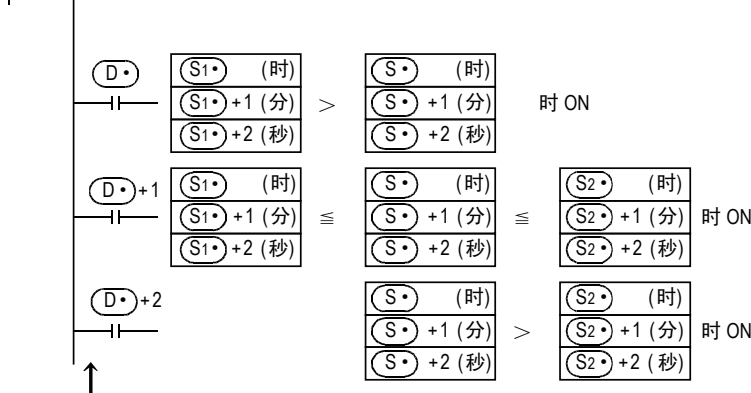 D• S1• (时) S• (时)
S1• +1 (分) > S• +1 (分) 时 ON
S1• +2 (秒) S• +2 (秒)
D• +1 S1• (时) S• (时) S2• (时)
S1• +1 (分) ≦ S• +1 (分) ≦ S2• +1 (分) 时 ON
S1• +2 (秒) S• +2 (秒) S2• +2 (秒)
D• +2 S• (时) S2• (时)
S• +1 (分) > S2• +1 (分) 时 ON
S• +2 (秒) S2• +2 (秒)